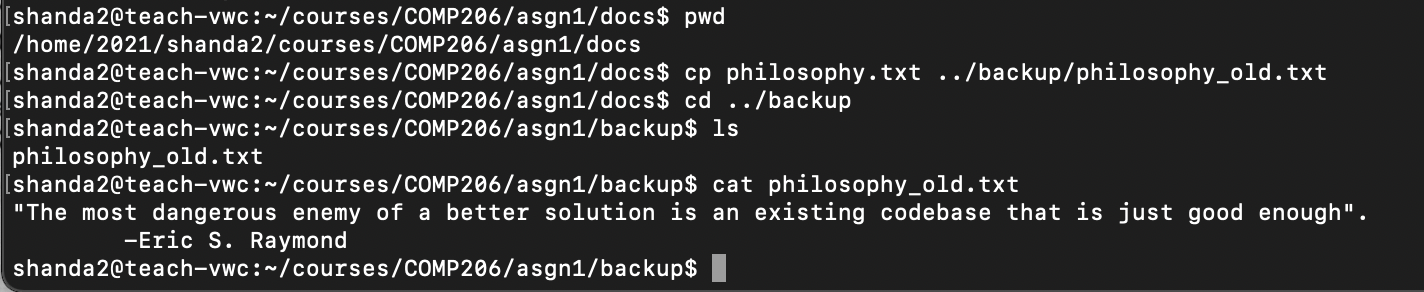 [shanda2@teach-vwc:~/courses/COMP206/asgn1/docs$ pwd
/home/2021/shanda2/courses/COMP206/asgn1/docs
[shanda2@teach-vwc:~/courses/COMP206/asgn1/docs$ cp philosophy.txt ../backup/philosophy_old.txt
[shanda2@teach-vwc:~/courses/COMP206/asgn1/docs$ cd ../backup
[shanda2@teach-vwc:~/courses/COMP206/asgn1/backup$ ls
philosophy_old.txt
[shanda2@teach-vwc:~/courses/COMP206/asgn1/backup$ cat philosophy_old.txt
"The most dangerous enemy of a better solution is an existing codebase that is just good enough".
        -Eric S. Raymond
shanda2@teach-vwc:~/courses/COMP206/asgn1/backup$